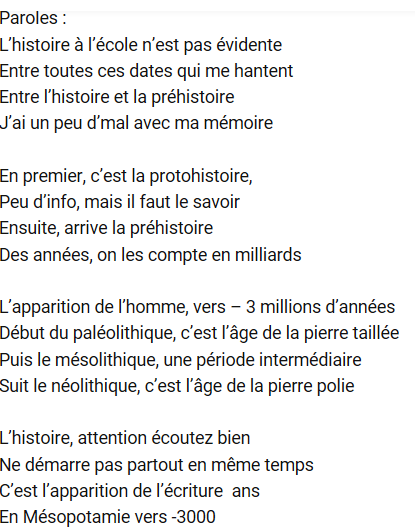 Paroles :
L’histoire à l’école n’est pas évidente
Entre toutes ces dates qui me hantent
Entre l’histoire et la préhistoire
J’ai un peu d’mal avec ma mémoire
En premier, c’est la protohistoire,
Peu d’info, mais il faut le savoir
Ensuite, arrive la préhistoire
Des années, on les compte en milliards
L’apparition de l’homme, vers – 3 millions d’années
Début du paléolithique, c’est l’âge de la pierre taillée
Puis le mésolithique, une période intermédiaire
Suit le néolithique, c’est l’âge de la pierre polie
L’histoire, attention écoutez bien
Ne démarre pas partout en même temps
C’est l’apparition de l’écriture  ans
En Mésopotamie vers -3000